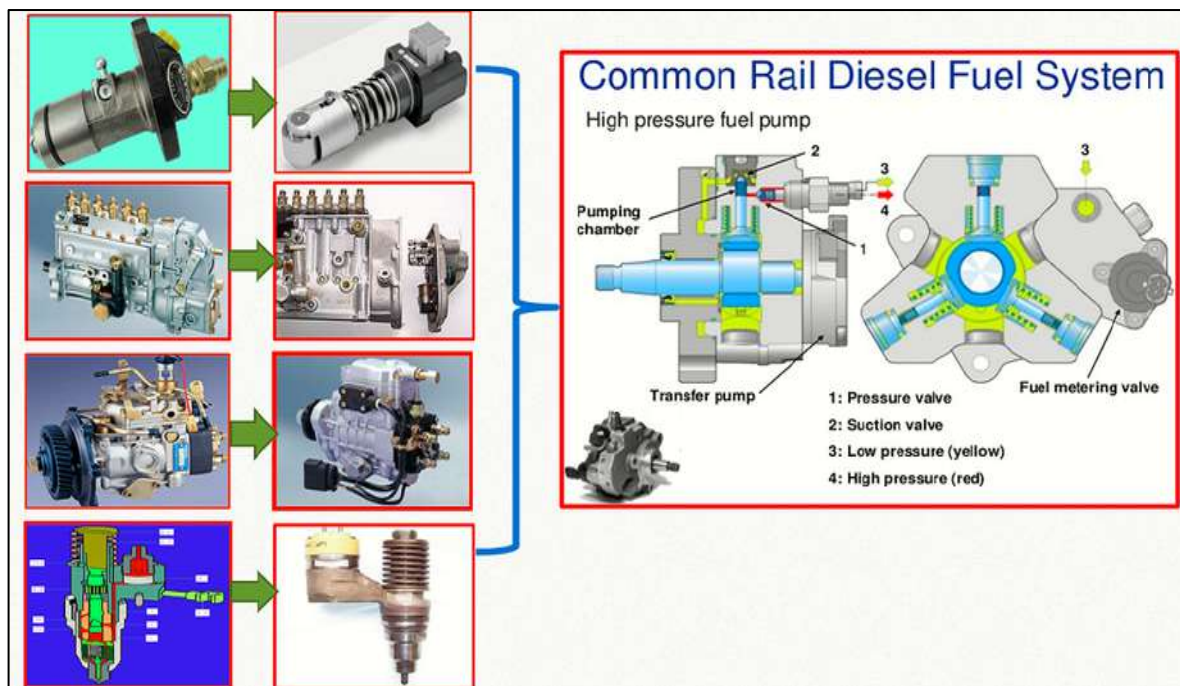 Common Rail Diesel Fuel System
High pressure fuel pump
2
3
3
4
Pumping
chamber
1
Transfer pump
Fuel metering valve
1: Pressure valve
2: Suction valve
3: Low pressure (yellow)
4: High pressure (red)